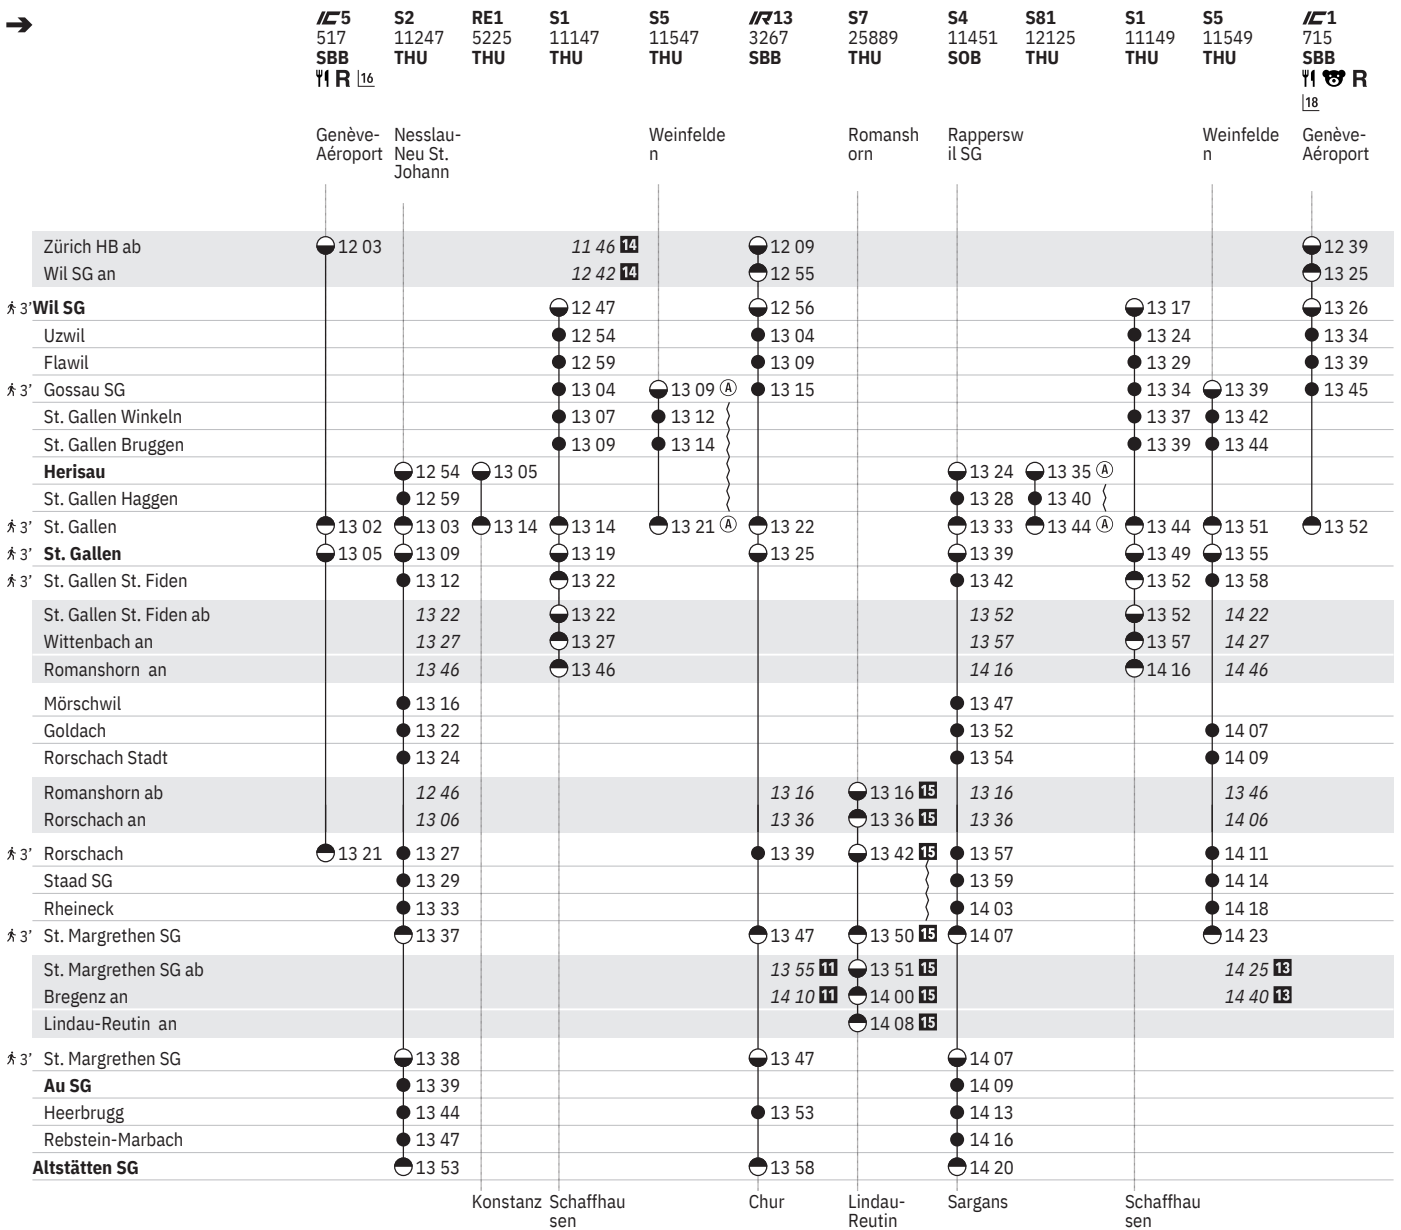 ➔ IC5 S2 RE1 S1 S5 IR13 S7 S4 S81 S1 S5 IC1
517 11247 5225 11147 11547 3267 25889 11451 12125 11149 11549 715
SBB THU THU THU THU SBB THU SOB THU THU THU SBB
R 16 R
18
Genève- Nesslau- Weinfelde Romansh Rappersw Weinfelde Genève-
Aéroport Neu St. n orn il SG n Aéroport
Johann
Zürich HB ab 12 03 11 46 14 12 09 12 39
Wil SG an 12 42 14 12 55 13 25
3' Wil SG 12 47 12 56 13 17 13 26
Uzwil 12 54 13 04 13 24 13 34
Flawil 12 59 13 09 13 29 13 39
3' Gossau SG 13 04 13 09 A 13 15 13 34 13 39 13 45
St. Gallen Winkeln 13 07 13 12 13 37 13 42
St. Gallen Bruggen 13 09 13 14 13 39 13 44
Herisau 12 54 13 05 13 24 13 35 A
St. Gallen Haggen 12 59 13 28 13 40
3' St. Gallen 13 02 13 03 13 14 13 14 13 21 A 13 22 13 33 13 44 A 13 44 13 51 13 52
3' St. Gallen 13 05 13 09 13 19 13 25 13 39 13 49 13 55
3' St. Gallen St. Fiden 13 12 13 22 13 42 13 52 13 58
St. Gallen St. Fiden ab 13 22 13 22 13 52 13 52 14 22
Wittenbach an 13 27 13 27 13 57 13 57 14 27
Romanshorn an 13 46 13 46 14 16 14 16 14 46
Mörschwil 13 16 13 47
Goldach 13 22 13 52 14 07
Rorschach Stadt 13 24 13 54 14 09
Romanshorn ab 12 46 13 16 13 16 15 13 16 13 46
Rorschach an 13 06 13 36 13 36 15 13 36 14 06
3' Rorschach 13 21 13 27 13 39 13 42 15 13 57 14 11
Staad SG 13 29 13 59 14 14
Rheineck 13 33 14 03 14 18
3' St. Margrethen SG 13 37 13 47 13 50 15 14 07 14 23
St. Margrethen SG ab 13 55 11 13 51 15 14 25 13
Bregenz an 14 10 11 14 00 15 14 40 13
Lindau-Reutin an 14 08 15
3' St. Margrethen SG 13 38 13 47 14 07
Au SG 13 39 14 09
Heerbrugg 13 44 13 53 14 13
Rebstein-Marbach 13 47 14 16
Altstätten SG 13 53 13 58 14 20
Konstanz Schaffhau Chur Lindau- Sargans Schaffhau
sen Reutin sen